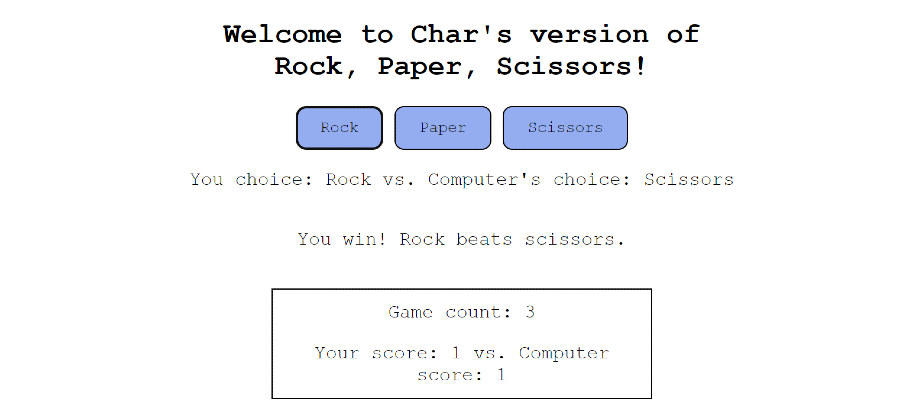 Welcome to Char's version of
Rock, Paper, Scissors!
Rock Paper Scissors
You choice: Rock vs. Computer's choice: Scissors
You win! Rock beats scissors.
Game count: 3
Your score: 1 vs. Computer
score: 1